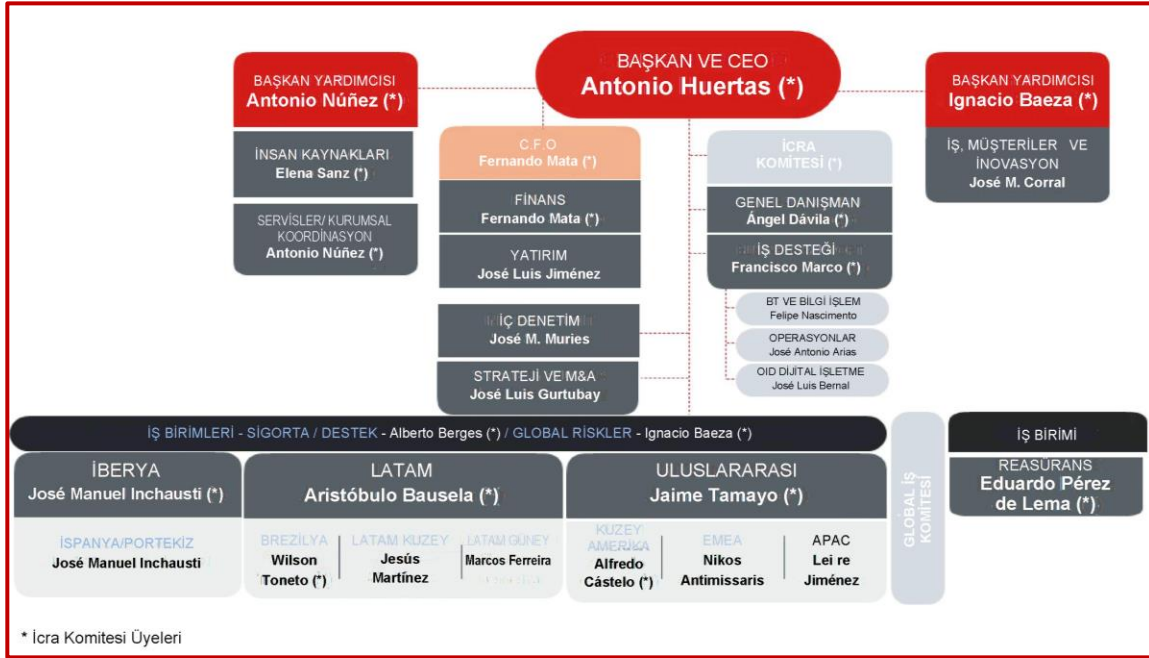 BAŞKAN VE CEO
Antonio Huertas (*)
BAŞKAN YARDIMCISI
Antonio Núñez (*)
BAŞKAN YARDIMCISI
Ignacio Baeza (*)
İNSAN KAYNAKLARI
Elena Sanz (*)
SERVİSLER/ KURUMSAL
KOORDİNASYON
Antonio Núñez (*)
C.F.O
Fernando Mata (*)
FİNANS
Fernando Mata (*)
YATIRIM
José Luis Jiménez
İÇ DENETİM
José M. Muries
STRATEJİ VE M&A
José Luis Gurtubay
İCRA
KOMİTESİ (*)
GENEL DANIŞMAN
Ángel Dávila (*)
İŞ DESTEĞİ
Francisco Marco (*)
BT VE BİLGİ İŞLEM
Felipe Nascimento
OPERASYONLAR
José Antonio Arias
OID DİJİTAL İŞLETME
José Luis Bernal
İŞ, MÜŞTERİLER VE
İNOVASYON
José M. Corral
İŞ BİRİMLERİ - SİGORTA / DESTEK - Alberto Berges (*) / GLOBAL RİSKLER - Ignacio Baeza (*)
İBERYA
José Manuel Inchausti (*)
İSPANYA/PORTEKİZ
José Manuel Inchausti
LATAM
Aristóbulo Bausela (*)
BREZİLYA
Wilson
Toneto (*)
LATAM KUZEY
Jesús
Martínez
LATAM GÜNEY
Marcos Ferreira
ULUSLARARASI
Jaime Tamayo (*)
KUZEY
AMERİKA
Alfredo
Cástelo (*)
EMEA
Nikos
Antimissaris
APAC
Lei re
Jiménez
GLOBAL İŞ
KOMİTESİ
İŞ BİRİMİ
REASÜRANS
Eduardo Pérez
de Lema (*)
* İcra Komitesi Üyeleri